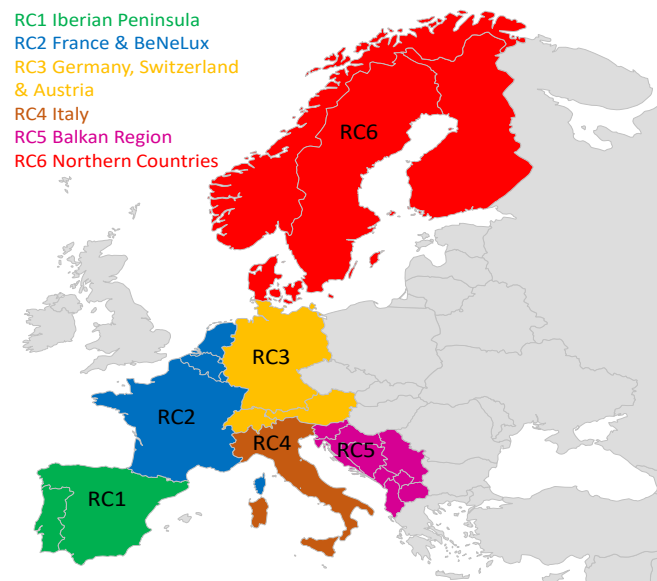 RC1 Iberian Peninsula
RC2 France & BeNeLux
RC3 Germany, Switzerland
& Austria
RC4 Italy
RC5 Balkan Region
RC6 Northern Countries
RC6
RC3
RC2
RC4
RC5
RC1